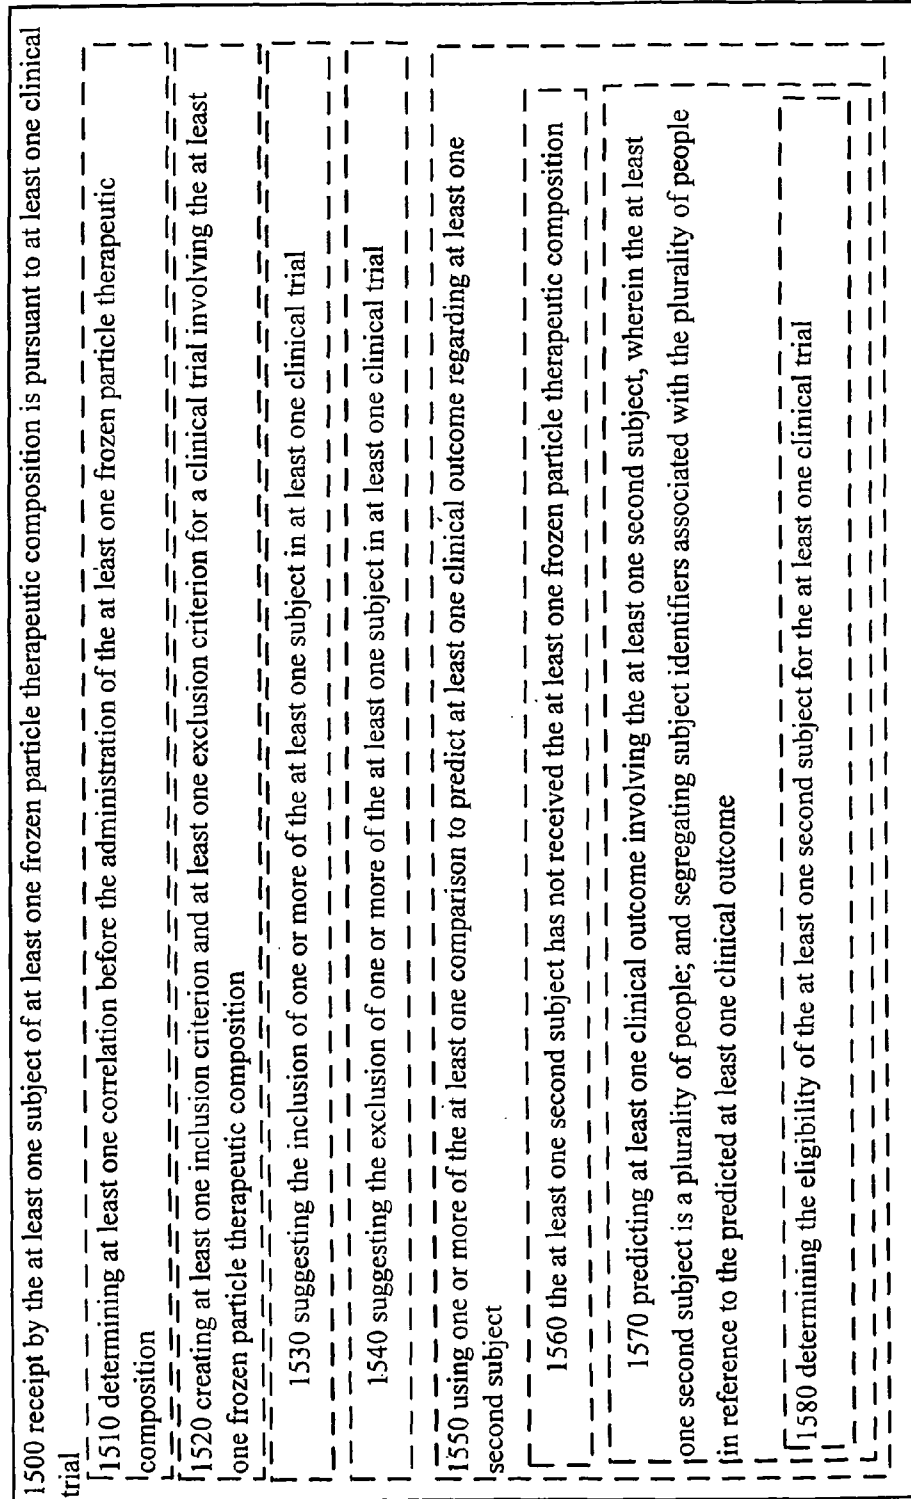 1500 receipt by the at least one subject of at least one frozen particle therapeutic composition is pursuant to at least one clinical
trial
1510 determining at least one correlation before the administration of the at least one frozen particle therapeutic
composition
1520 creating at least one inclusion criterion and at least one exclusion criterion for a clinical trial involving the at least
one frozen particle therapeutic composition
1530 suggesting the inclusion of one or more of the at least one subject in at least one clinical trial
1540 suggesting the exclusion of one or more of the at least one subject in at least one clinical trial
1550 using one or more of the at least one comparison to predict at least one clinical outcome regarding at least one
second subject
1560 the at least one second subject has not received the at least one frozen particle therapeutic composition
1570 predicting at least one clinical outcome involving the at least one second subject, wherein the at least
one second subject is a plurality of people; and segregating subject identifiers associated with the plurality of people
in reference to the predicted at least one clinical outcome
1580 determining the eligibility of the at least one second subject for the at least one clinical trial